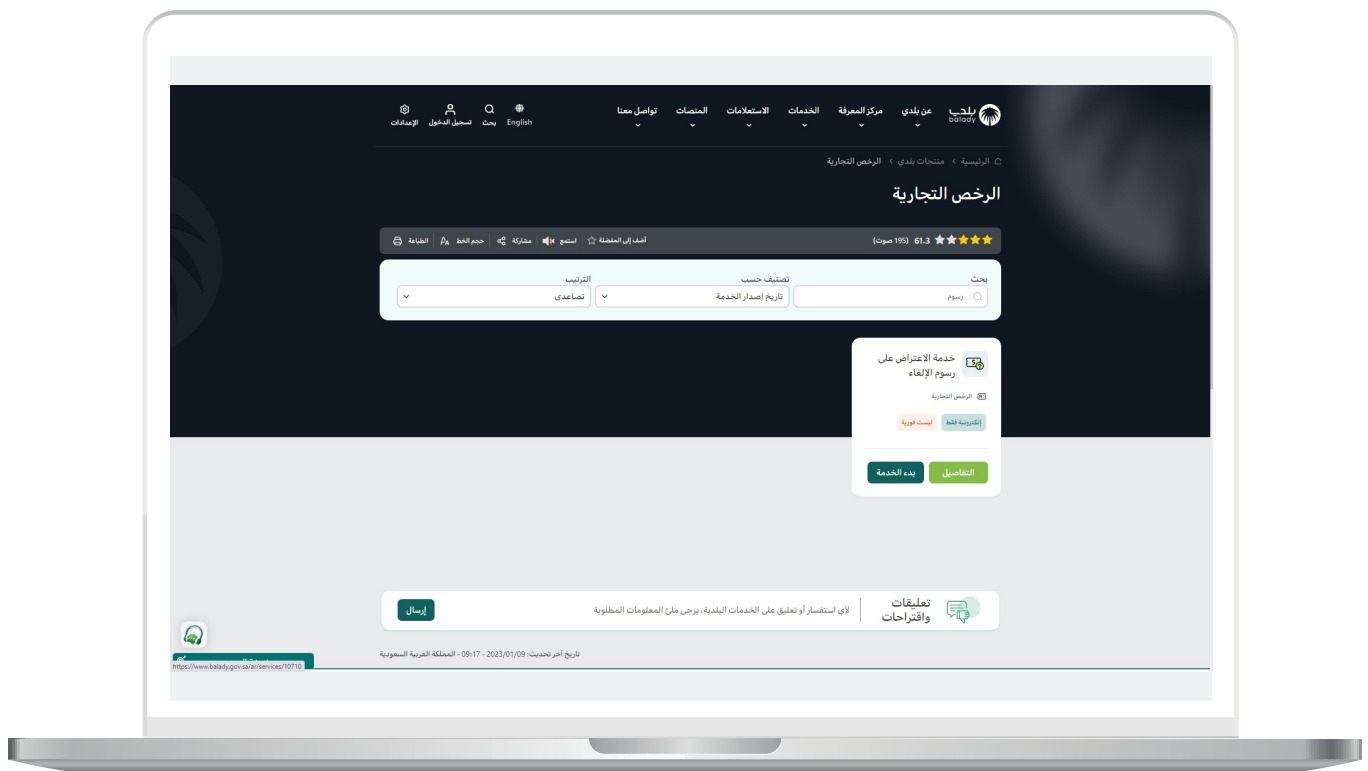 بلدي
balady
عن بلدي
مركز المعرفة
الخدمات
الاستعلامات
المنصات
تواصل معنا
English
بحث
تسجيل الدخول
الإعدادات
الرئيسية › منتجات بلدي › الرخص التجارية
الرخص التجارية
61.3 (195 صوت)
أضف إلى المفضلة
استمع
مشاركة
حجم الخط
الطباعة
بحث
تصنيف حسب
الترتيب
رسوم
تاريخ إصدار الخدمة
تصاعدى
خدمة الاعتراض على
رسوم الإلغاء
الرخص التجارية
إلكترونية فقط
ليست فورية
التفاصيل
بدء الخدمة
تعليقات
واقتراحات
لأي استفسار أو تعليق على الخدمات البلدية، يرجى ملئ المعلومات المطلوبة
إرسال
تاريخ آخر تحديث: 2023/01/09 - 09:17 - المملكة العربية السعودية
https://www.balady.gov.sa/ar/services/10710